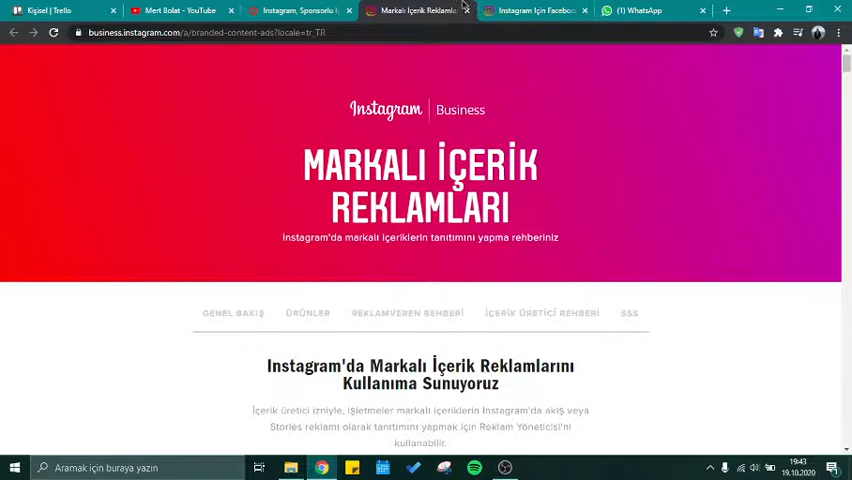 Kişisel | Trello
Mert Bolat - YouTube
Instagram, Sponsorlu İç
Markalı İçerik Reklamla
Instagram İçin Faceboo
(1) WhatsApp
business.instagram.com/a/branded-content-ads?locale=tr_TR
Instagram | Business
MARKALI İÇERİK
REKLAMLARI
Instagram'da markalı içeriklerin tanıtımını yapma rehberiniz
GENEL BAKIŞ ÜRÜNLER REKLAMVEREN REHBERİ İÇERİK ÜRETİCİ REHBERİ SSS
Instagram'da Markalı İçerik Reklamlarını
Kullanıma Sunuyoruz
İçerik üretici izniyle, işletmeler markalı içeriklerin Instagram'da akış veya
Stories reklamı olarak tanıtımını yapmak için Reklam Yöneticisi'ni
kullanabilir.
Aramak için buraya yazın
19:43
19.10.2020